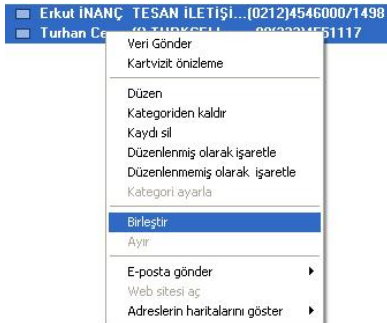 Erkut İNANÇ TESAN İLETİŞİ...(0212)4546000/1498
Turhan
Veri Gönder
Kartvizit önizleme
Düzen
Kategoriden kaldır
Kaydı sil
Düzenlenmiş olarak işaretle
Düzenlenmemiş olarak işaretle
Kategori ayarla
Birleştir
Ayır
E-posta gönder
Web sitesi aç
Adreslerin haritalarını göster